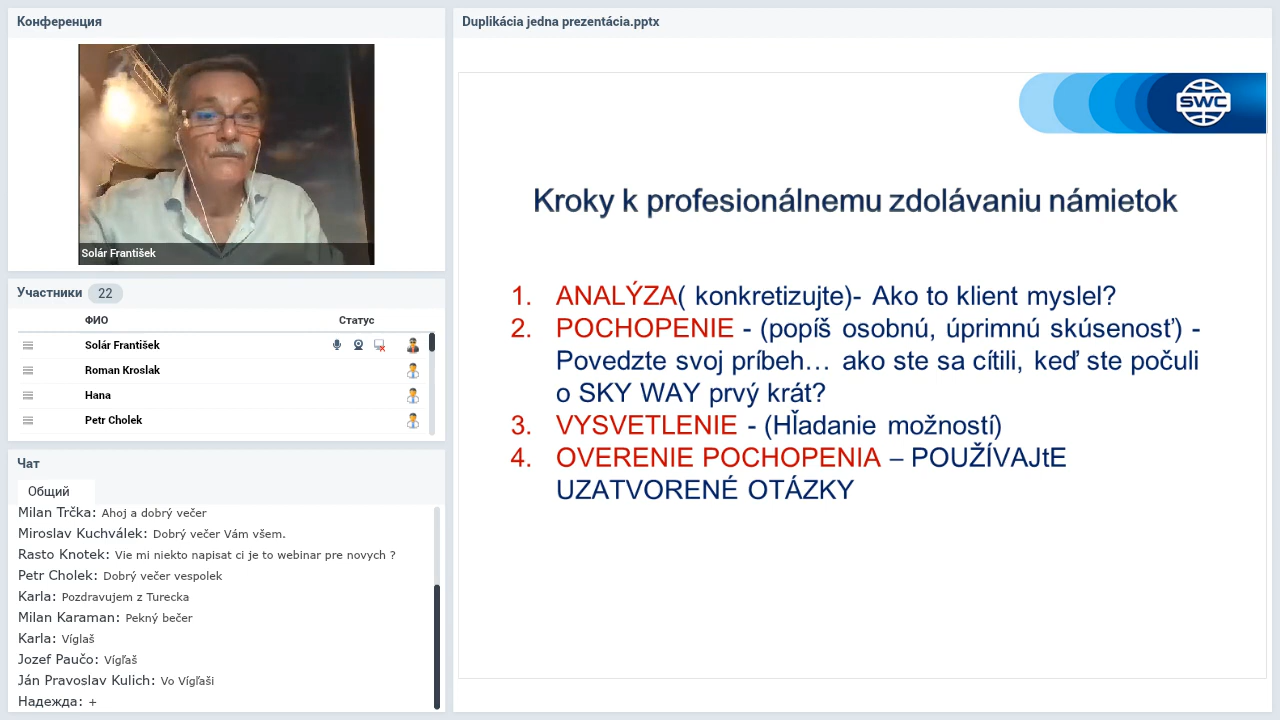 Конференция
Solár František
Участники 22
ФИО Статус
Solár František
Roman Kroslak
Hana
Petr Cholek
Чат
Общий
Milan Trčka: Ahoj a dobrý večer
Miroslav Kuchválek: Dobrý večer Vám všem.
Rasto Knotek: Vie mi niekto napisat ci je to webinar pre novych ?
Petr Cholek: Dobrý večer vespolek
Karla: Pozdravujem z Turecka
Milan Karaman: Pekný bečer
Karla: Víglaš
Jozef Paučo: Vígľaš
Ján Pravoslav Kulich: Vo Vígľaši
Надежда: +
Duplikácia jedna prezentácia.pptx
SWC
Kroky k profesionálnemu zdolávaniu námietok
1. ANALÝZA( konkretizujte)- Ako to klient myslel?
2. POCHOPENIE - (popíš osobnú, úprimnú skúsenosť) -
Povedzte svoj príbeh… ako ste sa cítili, keď ste počuli
o SKY WAY prvý krát?
3. VYSVETLENIE - (HĬadanie možností)
4. OVERENIE POCHOPENIA – POUŽÍVAJtE
UZATVORENÉ OTÁZKY